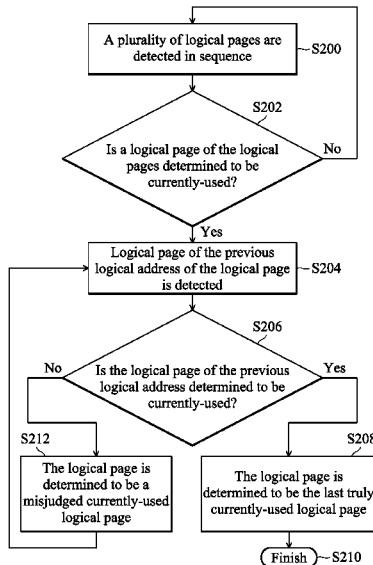 A plurality of logical pages are
detected in sequence
S200
S202
Is a logical page of the logical
pages determined to be
currently-used?
No
Yes
Logical page of the previous
logical address of the logical page
is detected
S204
S206
No
Is the logical page of the previous
logical address determined to be
currently-used?
Yes
S212
The logical page is
determined to be a
misjudged currently-used
logical page
S208
The logical page is
determined to be the last truly
currently-used logical page
Finish
S210